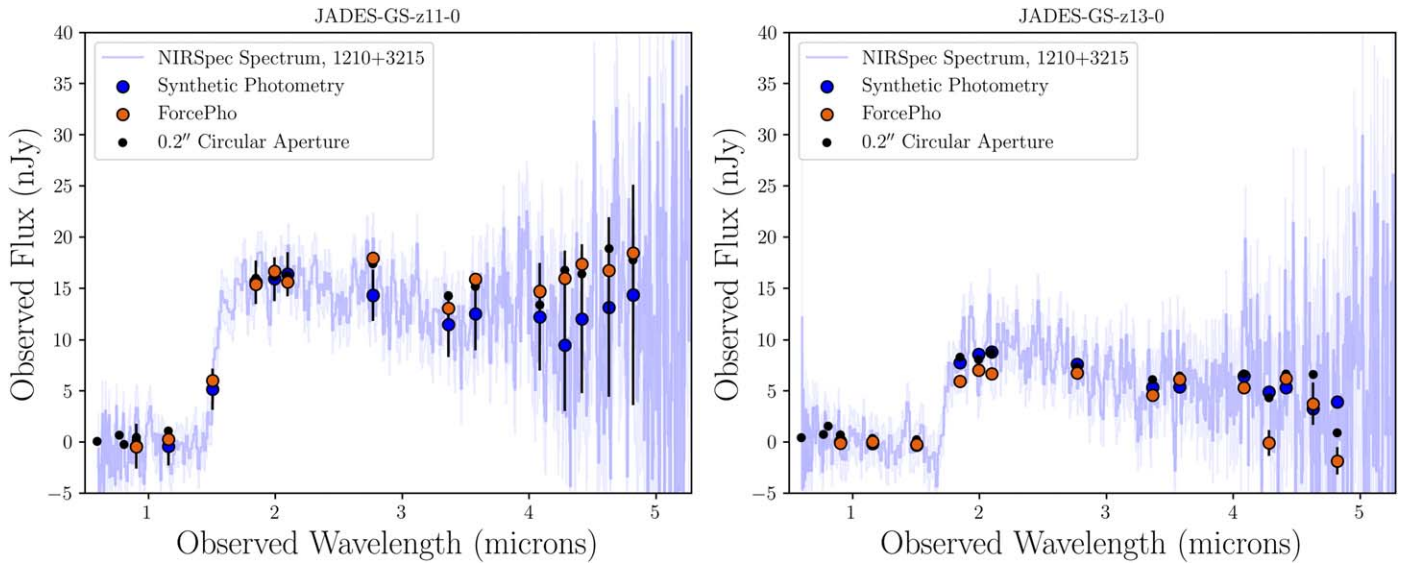 JADES-GS-z11-0
40
35
30
25
20
15
10
5
0
−5
Observed Flux (nJy)
NIRSpec Spectrum, 1210+3215
Synthetic Photometry
ForcePho
0.2″ Circular Aperture
1 2 3 4 5
Observed Wavelength (microns)
JADES-GS-z13-0
40
35
30
25
20
15
10
5
0
−5
Observed Flux (nJy)
NIRSpec Spectrum, 1210+3215
Synthetic Photometry
ForcePho
0.2″ Circular Aperture
1 2 3 4 5
Observed Wavelength (microns)